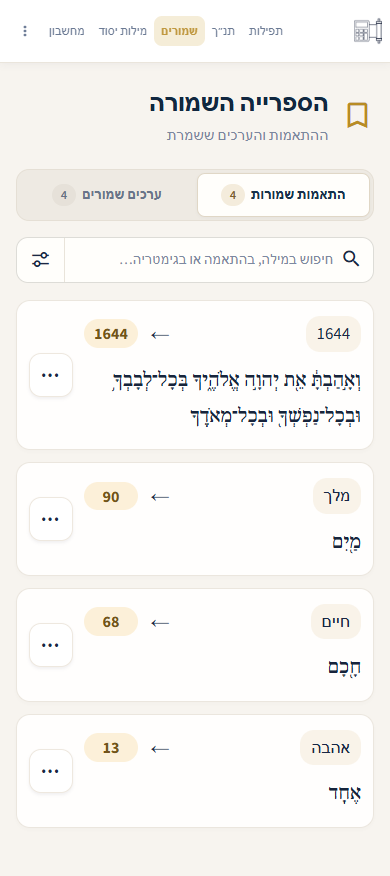 תפילות תנ״ך שמורים מילות יסוד מחשבון
הספרייה השמורה
ההתאמות והערכים ששמרת
התאמות שמורות 4 ערכים שמורים 4
חיפוש במילה, בהתאמה או בגימטריה...
1644 ← 1644
וְאָ֣הַבְתָּ֔ אֵ֖ת יְהוָ֣ה אֱלֹהֶ֑יךָ בְּכָל־לְבָבְךָ֥
וּבְכָל־נַפְשְׁךָ֖ וּבְכָל־מְאֹדֶֽךָ
מלך ← 90
מַ֖יִם
חיים ← 68
חָכָ֖ם
אהבה ← 13
אֶחָֽד